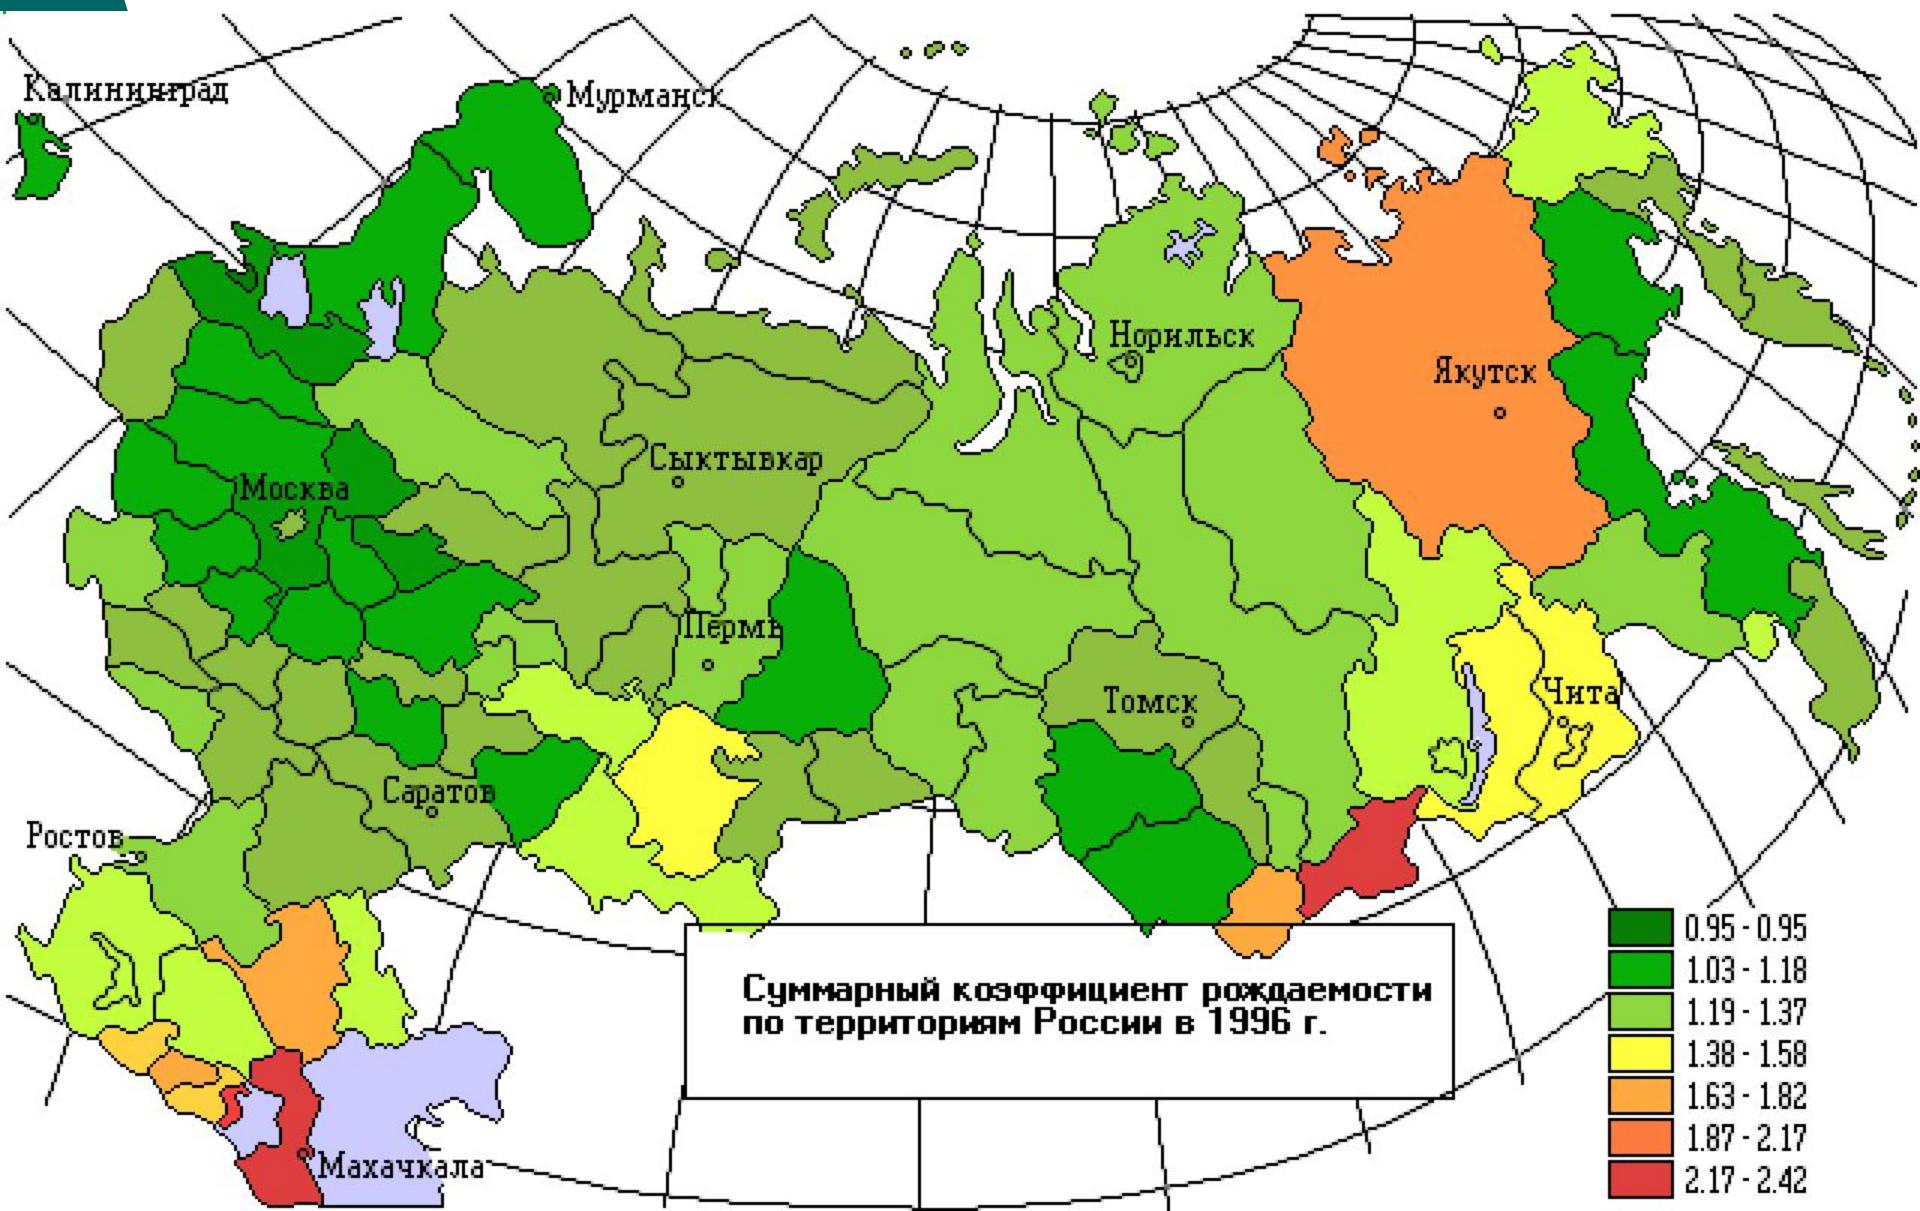 Калининград
Мурманск
Норильск
Якутск
Сыктывкар
Москва
Пермь
Томск
Чита
Саратов
Ростов
Махачкала
Суммарный коэффициент рождаемости
по территориям России в 1996 г.
0.95 - 0.95
1.03 - 1.18
1.19 - 1.37
1.38 - 1.58
1.63 - 1.82
1.87 - 2.17
2.17 - 2.42